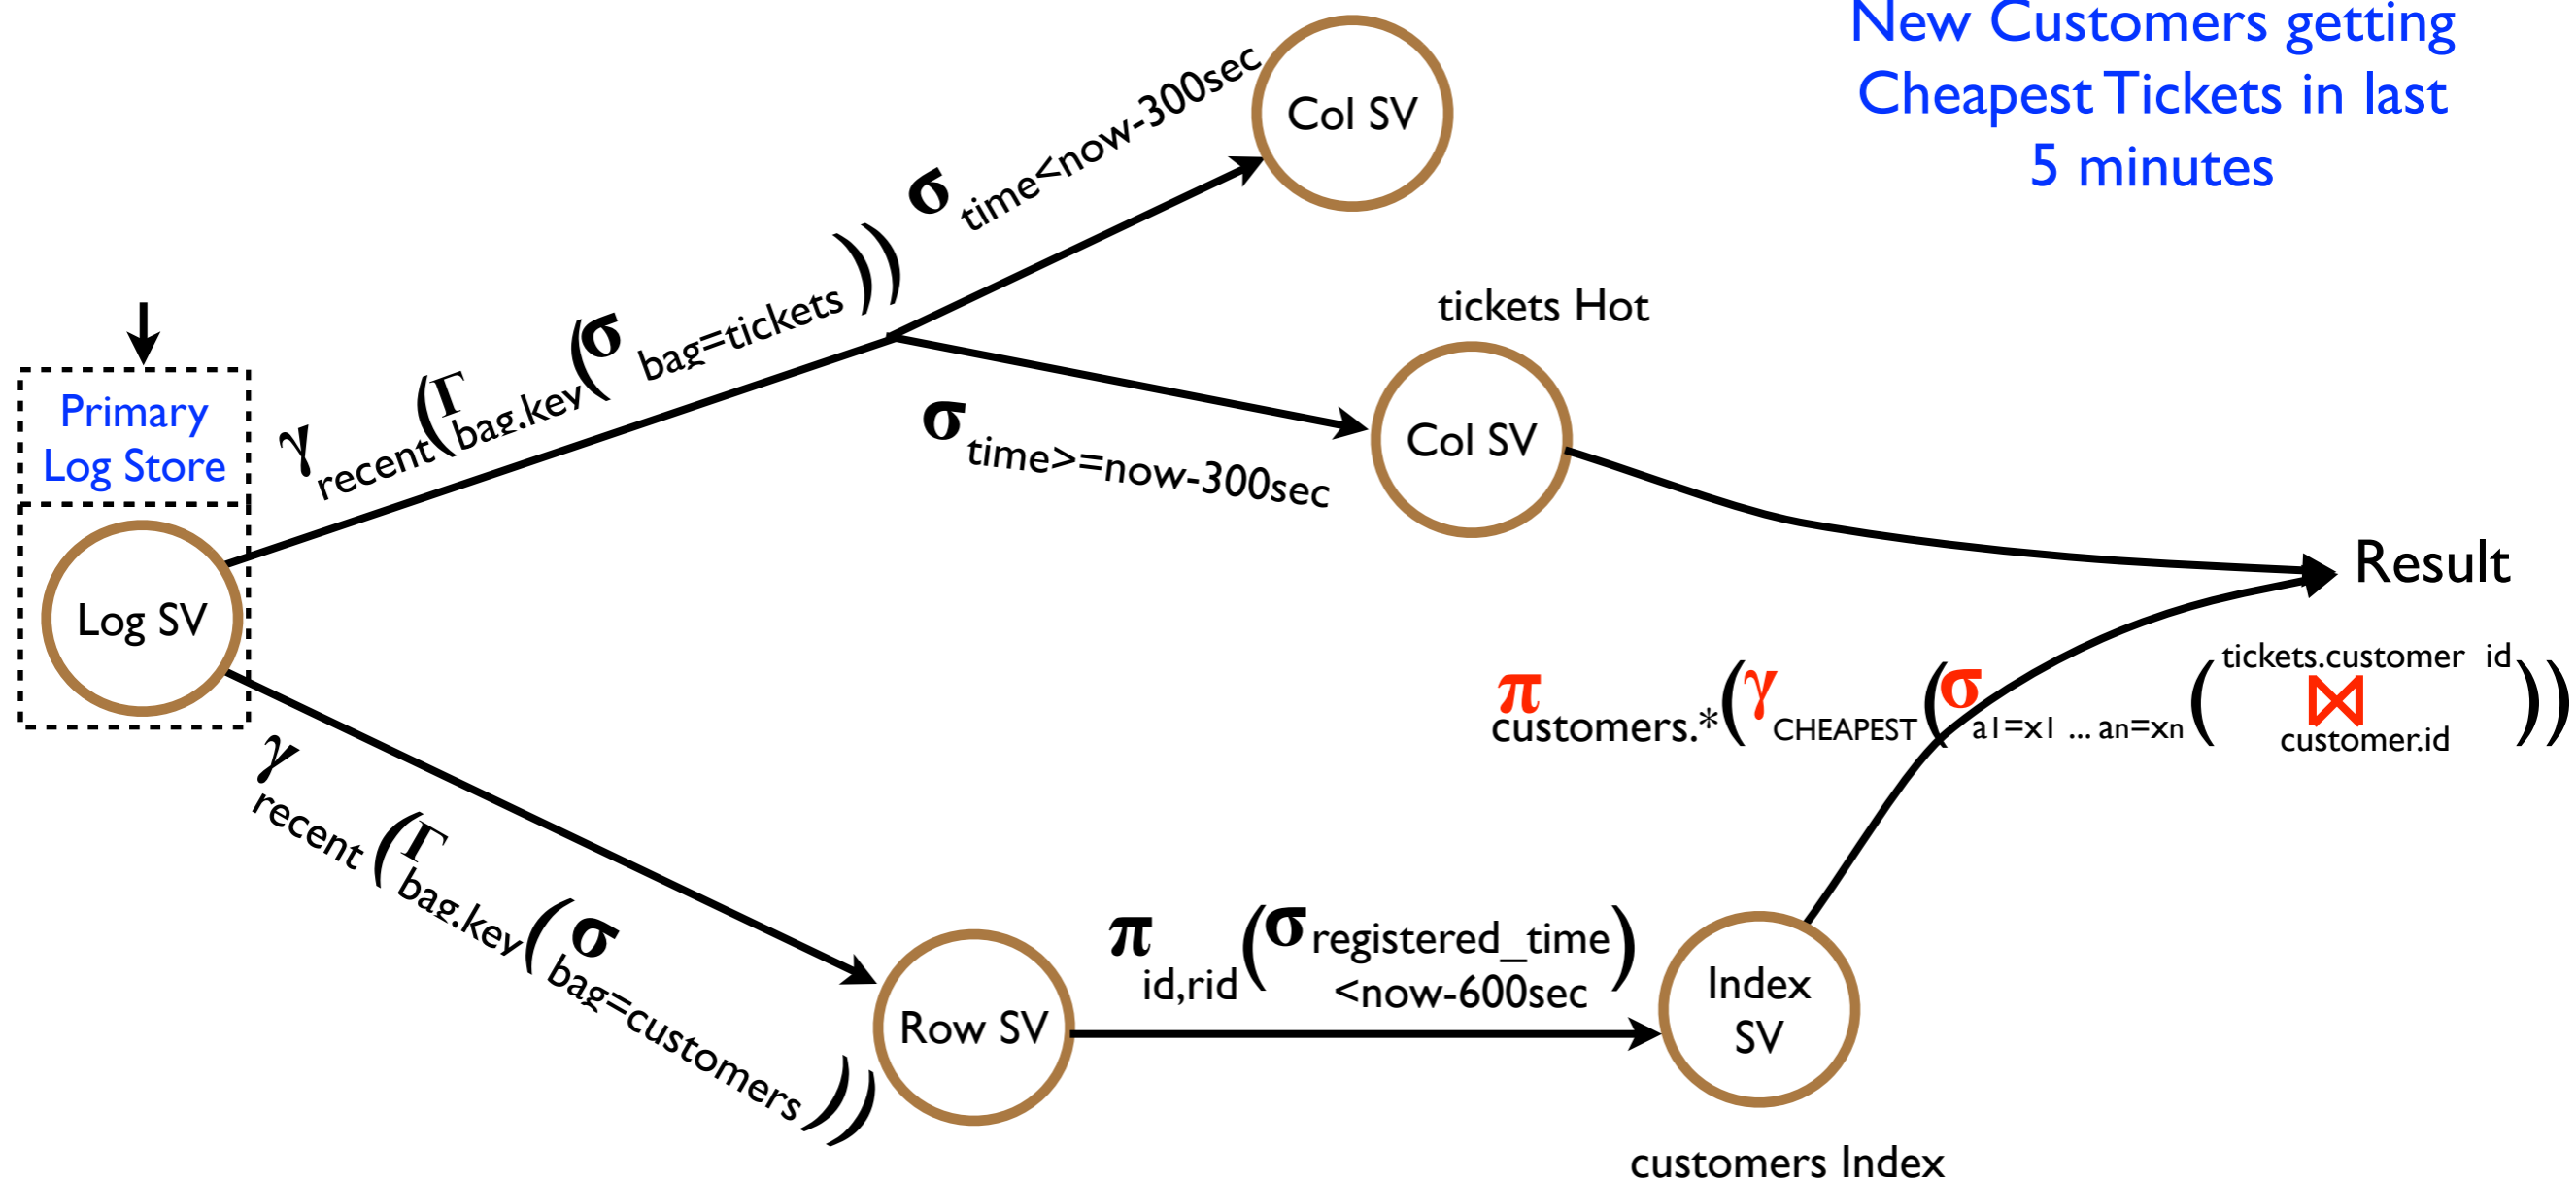 New Customers getting
Cheapest Tickets in last
5 minutes
Col SV
σ time<now-300sec
γ recent(Γ bag.key(σ bag=tickets))
tickets Hot
Col SV
σ time>=now-300sec
Primary
Log Store
Log SV
Result
π customers.*(γ CHEAPEST(σ a1=x1 ... an=xn(tickets.customer id
⋈
customer.id)))
γ recent(Γ bag.key(σ bag=customers))
Row SV
π id,rid(σ registered_time
<now-600sec)
Index
SV
customers Index